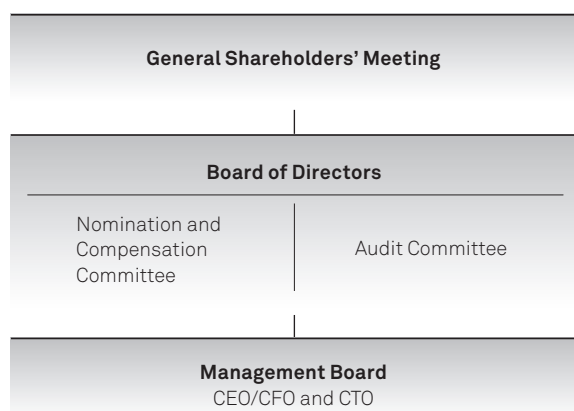 General Shareholders’ Meeting
Board of Directors
Nomination and
Compensation
Committee
Audit Committee
Management Board
CEO/CFO and CTO